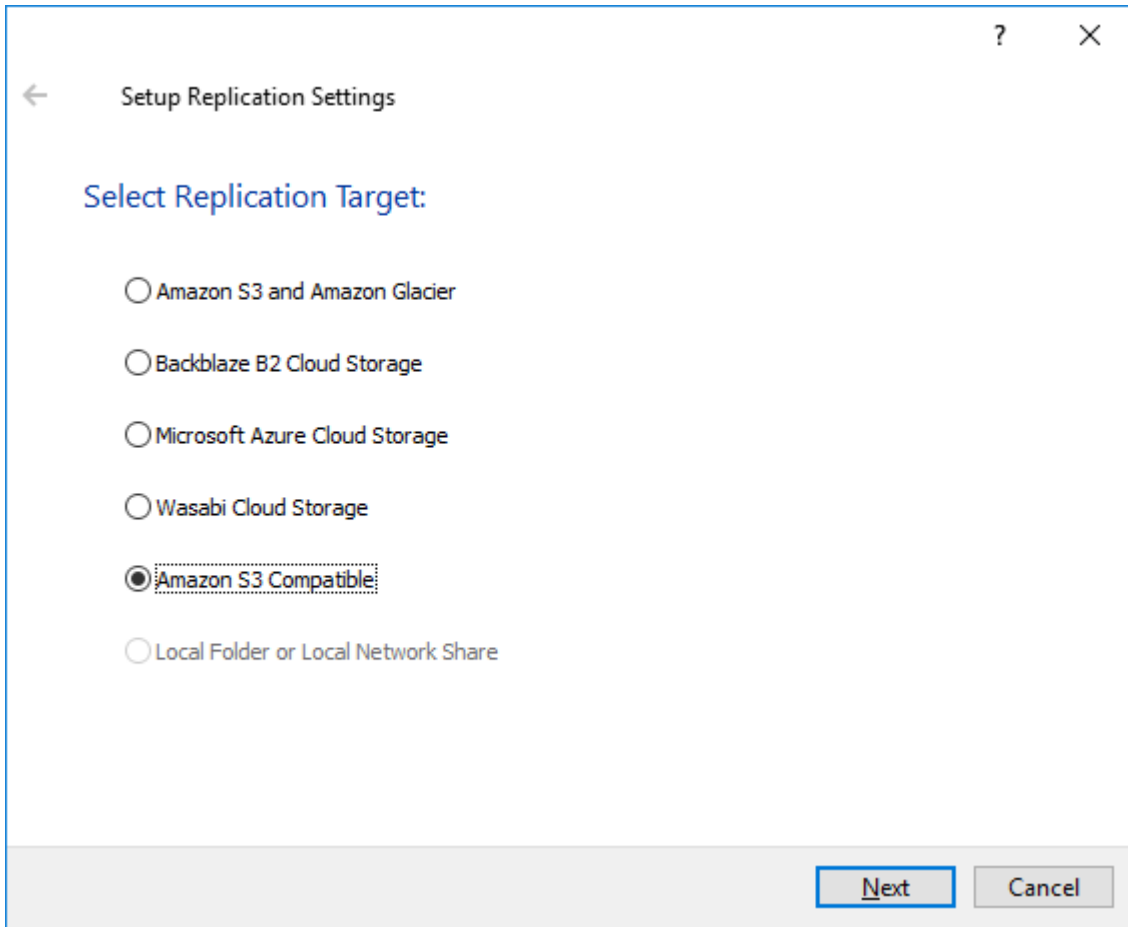 ?
Setup Replication Settings
Select Replication Target:
Amazon S3 and Amazon Glacier
Backblaze B2 Cloud Storage
Microsoft Azure Cloud Storage
Wasabi Cloud Storage
Amazon S3 Compatible
Local Folder or Local Network Share
Next Cancel